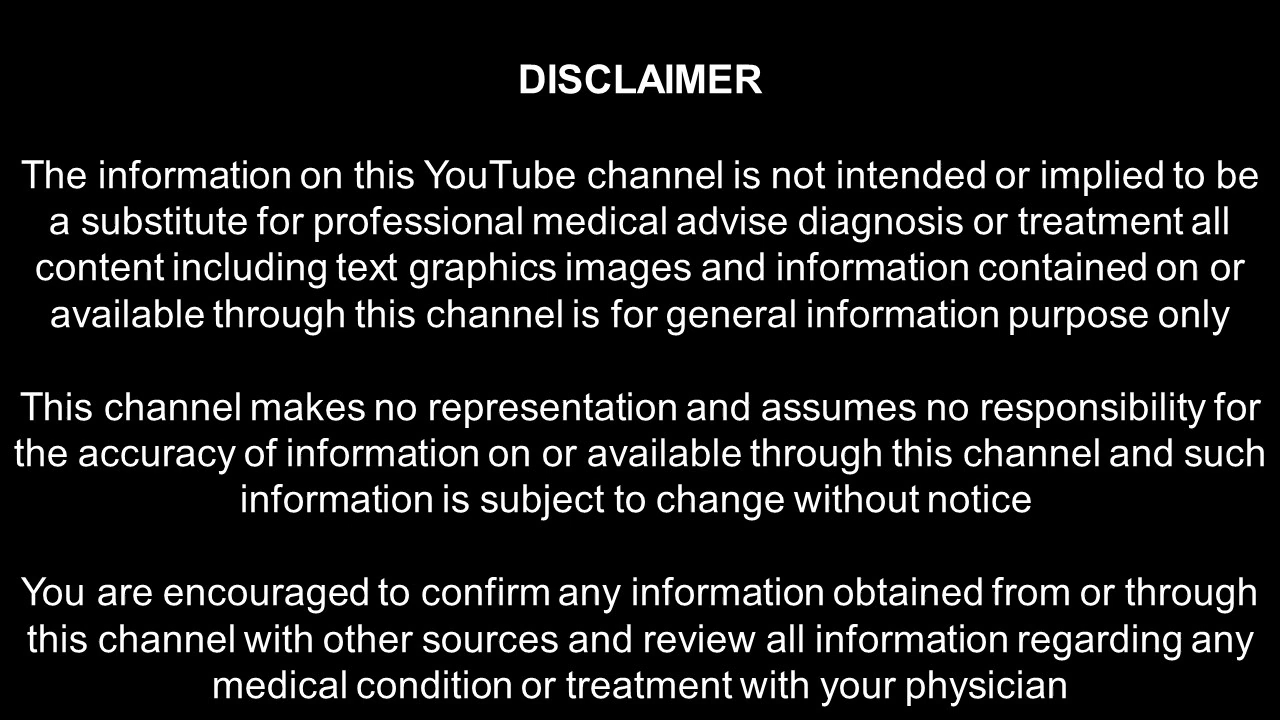 DISCLAIMER
The information on this YouTube channel is not intended or implied to be
a substitute for professional medical advise diagnosis or treatment all
content including text graphics images and information contained on or
available through this channel is for general information purpose only
This channel makes no representation and assumes no responsibility for
the accuracy of information on or available through this channel and such
information is subject to change without notice
You are encouraged to confirm any information obtained from or through
this channel with other sources and review all information regarding any
medical condition or treatment with your physician